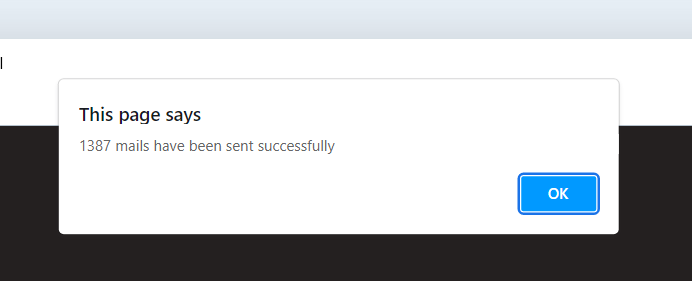 This page says
1387 mails have been sent successfully
OK